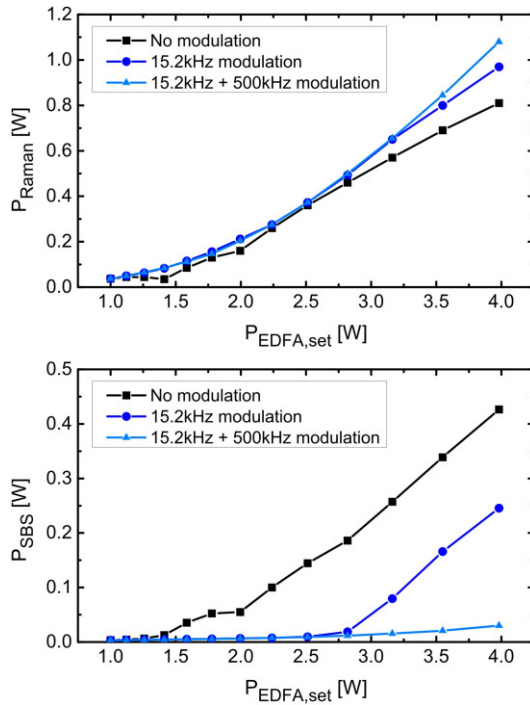 1.2
1.0
0.8
0.6
0.4
0.2
0.0
P_Raman [W]
No modulation
15.2kHz modulation
15.2kHz + 500kHz modulation
1.0 1.5 2.0 2.5 3.0 3.5 4.0
P_EDFA,set [W]
0.5
0.4
0.3
0.2
0.1
0.0
P_SBS [W]
No modulation
15.2kHz modulation
15.2kHz + 500kHz modulation
1.0 1.5 2.0 2.5 3.0 3.5 4.0
P_EDFA,set [W]